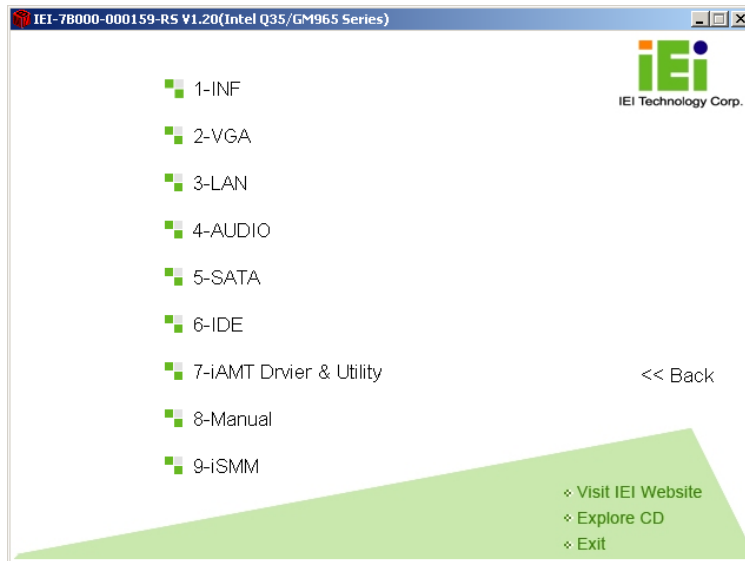 IEI-7B000-000159-RS V1.20(Intel Q35/GM965 Series)
iEi
IEI Technology Corp.
1-INF
2-VGA
3-LAN
4-AUDIO
5-SATA
6-IDE
7-iAMT Drvier & Utility
<< Back
8-Manual
9-iSMM
Visit IEI Website
Explore CD
Exit